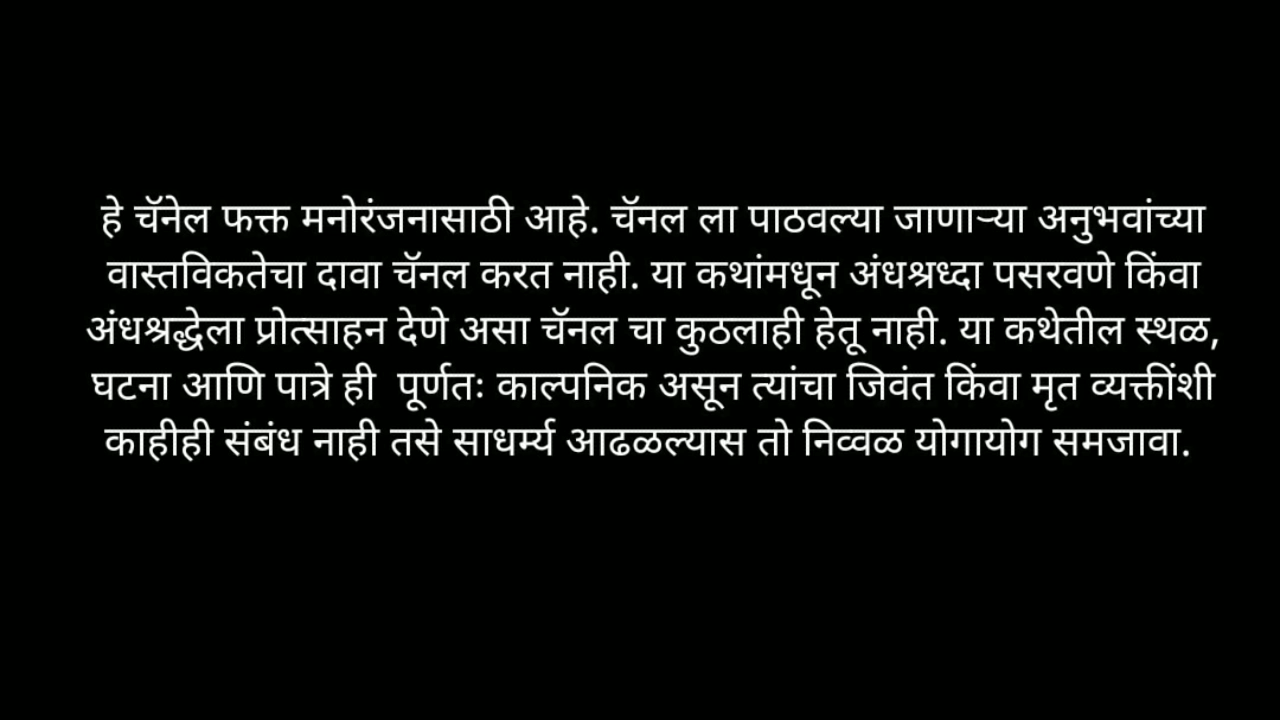 हे चॅनेल फक्त मनोरंजनासाठी आहे. चॅनल ला पाठवल्या जाणाऱ्या अनुभवांच्या
वास्तविकतेचा दावा चॅनल करत नाही. या कथांमधून अंधश्रध्दा पसरवणे किंवा
अंधश्रद्धेला प्रोत्साहन देणे असा चॅनल चा कुठलाही हेतू नाही. या कथेतील स्थळ,
घटना आणि पात्रे ही  पूर्णतः काल्पनिक असून त्यांचा जिवंत किंवा मृत व्यक्तींशी
काहीही संबंध नाही तसे साधर्म्य आढळल्यास तो निव्वळ योगायोग समजावा.